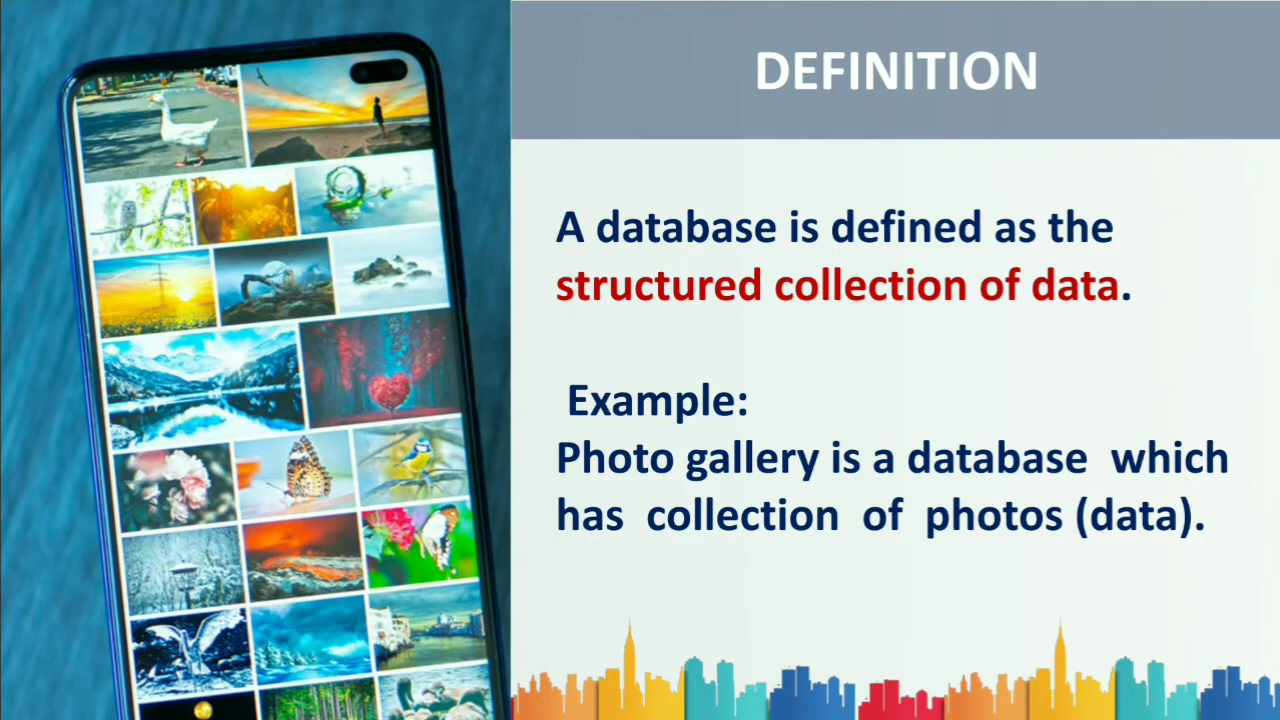 DEFINITION
A database is defined as the
structured collection of data.
Example:
Photo gallery is a database which
has collection of photos (data).